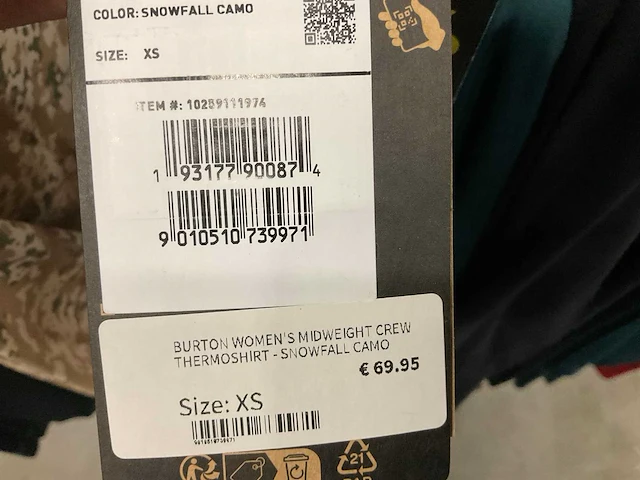 COLOR: SNOWFALL CAMO
SIZE: XS
ITEM #: 10289111974
1 93177 90087 4
9 010510 739971
BURTON WOMEN'S MIDWEIGHT CREW
THERMOSHIRT - SNOWFALL CAMO
€ 69.95
Size: XS
21